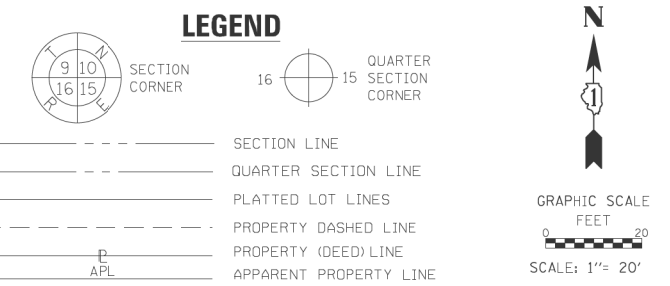 LEGEND
T N
9 10
16 15
R E
SECTION
CORNER
16
15
QUARTER
SECTION
CORNER
SECTION LINE
QUARTER SECTION LINE
PLATTED LOT LINES
PROPERTY DASHED LINE
PL
PROPERTY (DEED) LINE
APL
APPARENT PROPERTY LINE
N
1
GRAPHIC SCALE
FEET
0 20
SCALE: 1''= 20'